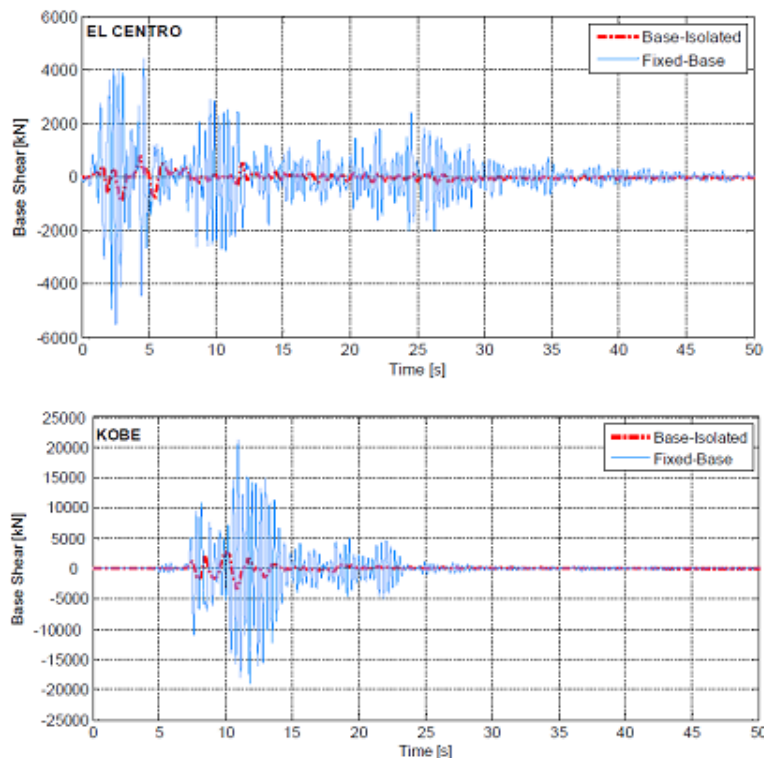 6000
EL CENTRO
Base-Isolated
Fixed-Base
4000
2000
0
-2000
-4000
-6000
Base Shear [kN]
0 5 10 15 20 25 30 35 40 45 50
Time [s]
25000
KOBE
Base-Isolated
Fixed-Base
20000
15000
10000
5000
0
-5000
-10000
-15000
-20000
-25000
Base Shear [kN]
0 5 10 15 20 25 30 35 40 45 50
Time [s]